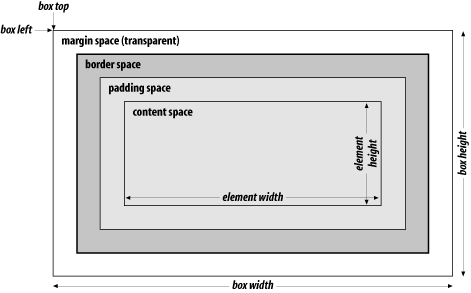 box top
box left
margin space (transparent)
border space
padding space
content space
element
height
element width
box height
box width